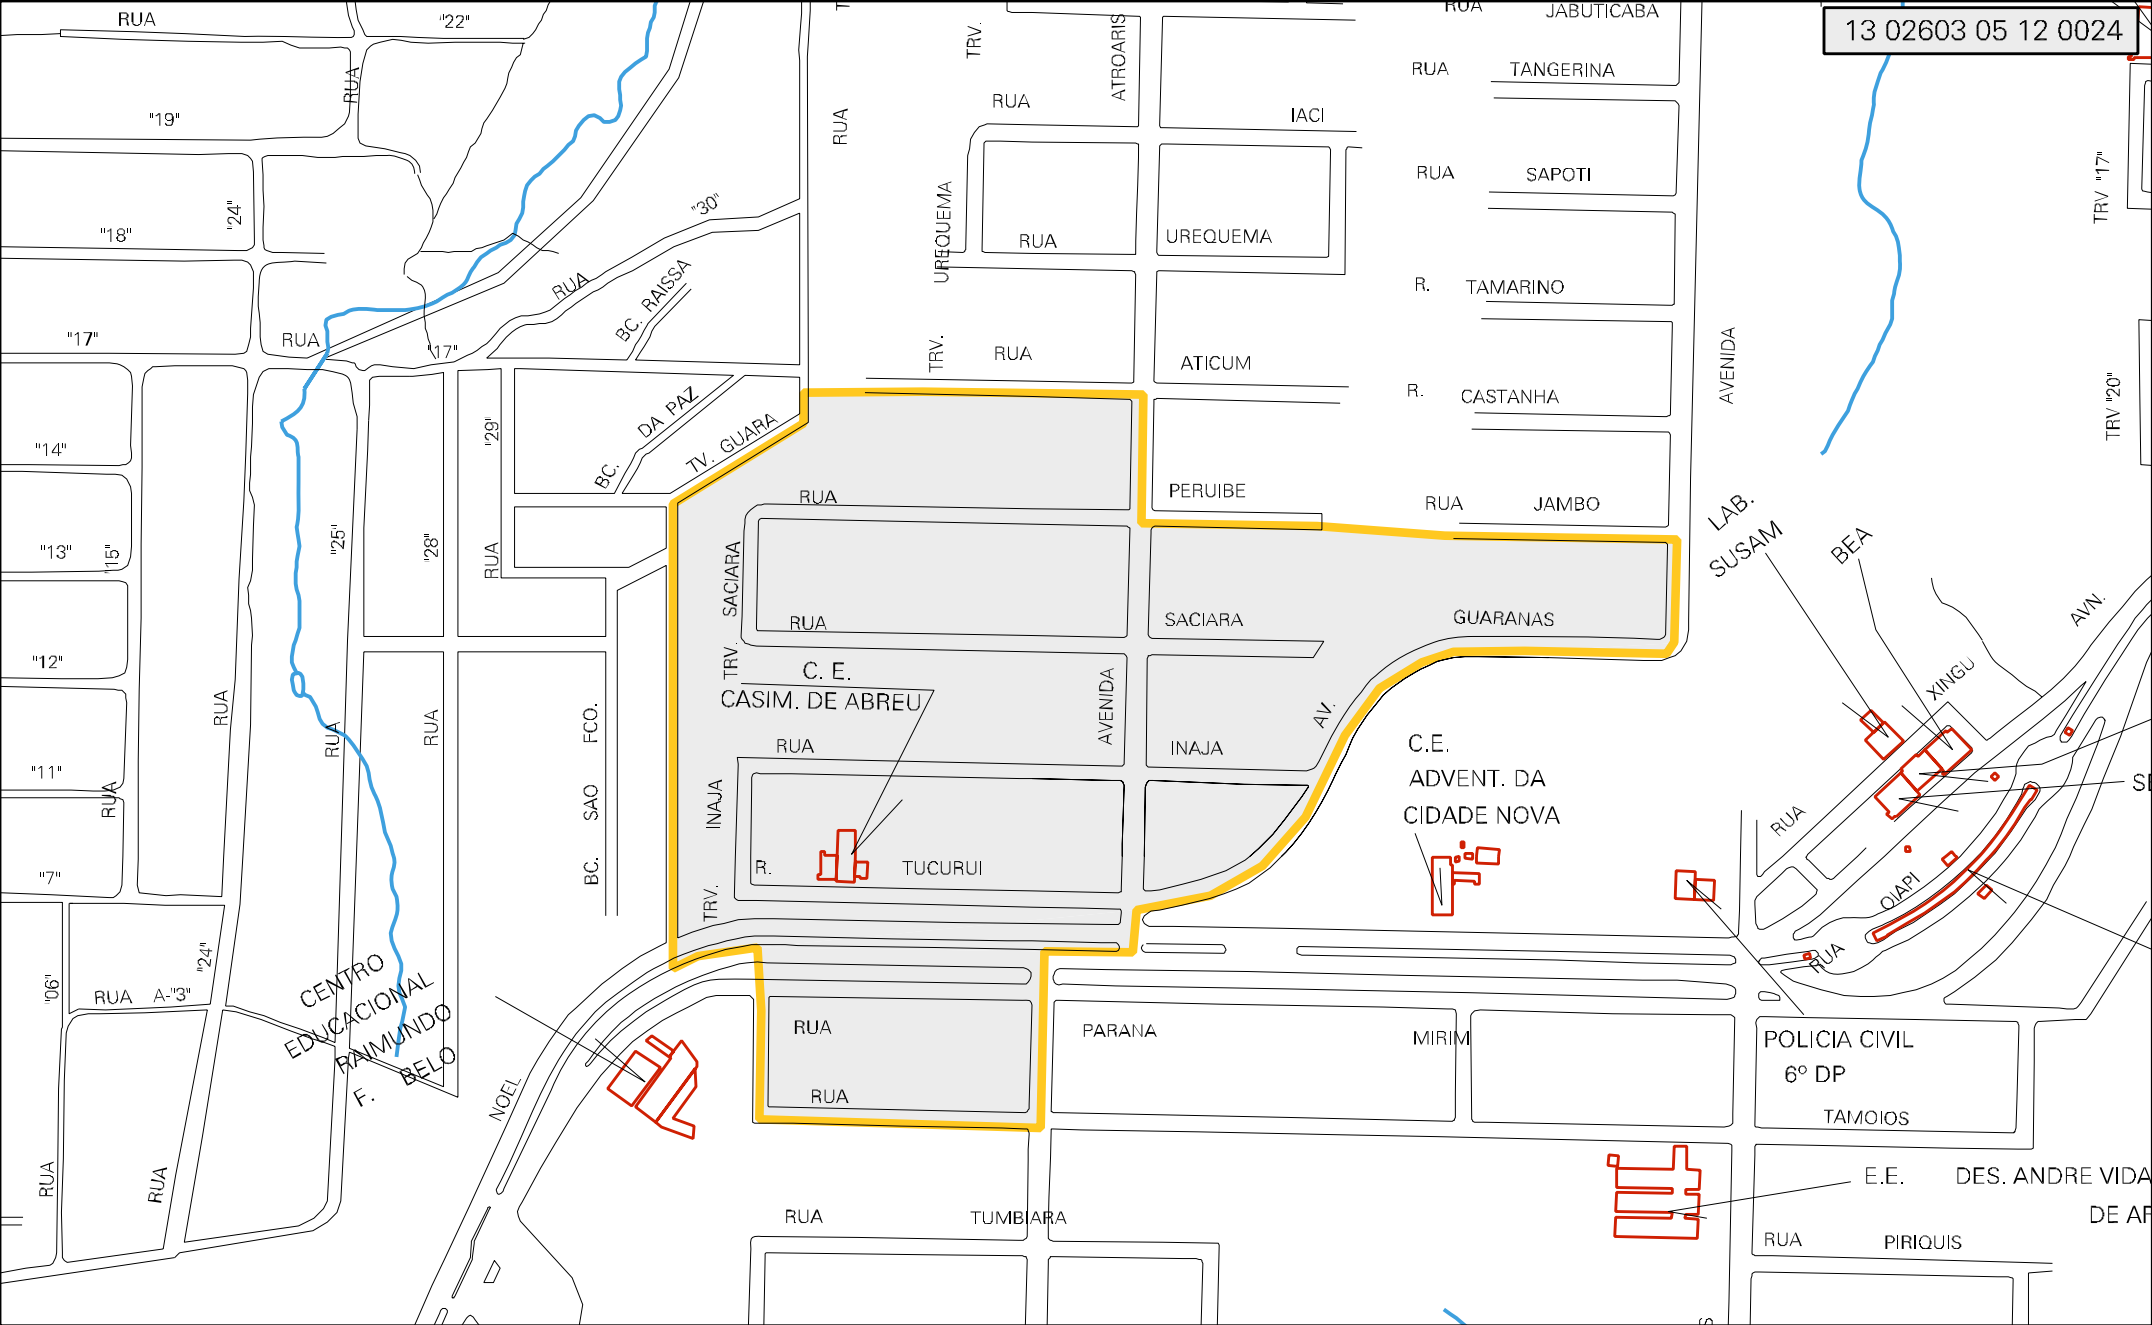 RUA
"22"
T
TRV.
ATROARIS
RUA
JABUTICABA
13 02603 05 12 0024
RUA
TANGERINA
RUA
"19"
RUA
RUA
IACI
RUA
SAPOTI
TRV "17"
"24"
"30"
UREQUEMA
"18"
RUA
UREQUEMA
RUA
BC. RAISSA
R.
TAMARINO
"17"
RUA
"17"
TRV.
RUA
ATICUM
AVENIDA
R.
CASTANHA
TRV "20"
BC. DA PAZ
TV. GUARA
"29"
"14"
RUA
PERUIBE
RUA
JAMBO
LAB.
SUSAM
BEA
"13"
"15"
"25"
"28"
RUA
TRV. SACIARA
RUA
SACIARA
GUARANAS
AVN.
"12"
C. E.
CASIM. DE ABREU
AVENIDA
AV.
XINGU
RUA
RUA
RUA
BC. SAO FCO.
RUA
INAJA
C.E.
ADVENT. DA
CIDADE NOVA
"11"
RUA
TRV. INAJA
SE
RUA
"7"
R.
TUCURUI
OIAPI
RUA
"24"
CENTRO
EDUCACIONAL
RAIMUNDO
F. BELO
"06"
RUA
A-"3"
RUA
PARANA
MIRIM
POLICIA CIVIL
6º DP
NOEL
RUA
TAMOIOS
RUA
RUA
E.E.
DES. ANDRE VIDA
DE AR
RUA
TUMBIARA
RUA
PIRIQUIS
S